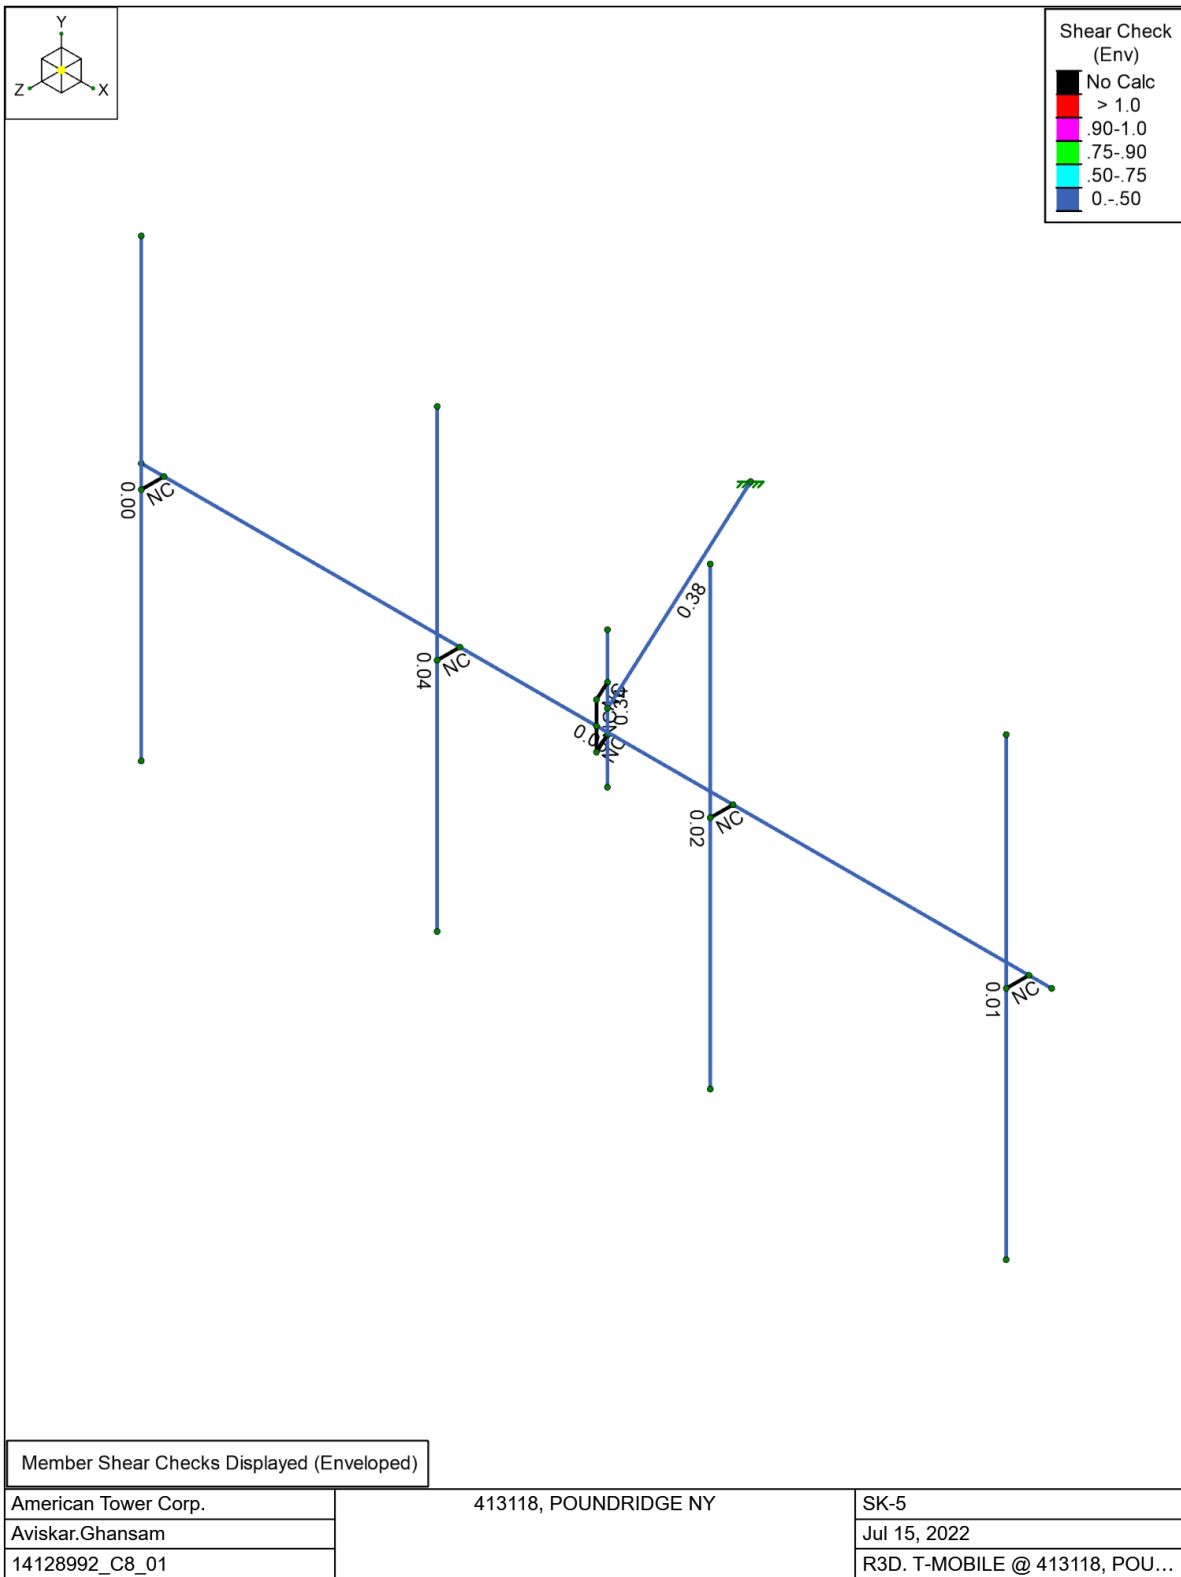 Y
Z
X
Shear Check
(Env)
No Calc
> 1.0
.90-1.0
.75-.90
.50-.75
0.-.50
0.00
NC
0.04
NC
0.38
0.34
NC
0.02
NC
0.01
NC
Member Shear Checks Displayed (Enveloped)
American Tower Corp.
413118, POUNDRIDGE NY
SK-5
Aviskar.Ghansam
Jul 15, 2022
14128992_C8_01
R3D. T-MOBILE @ 413118, POU...